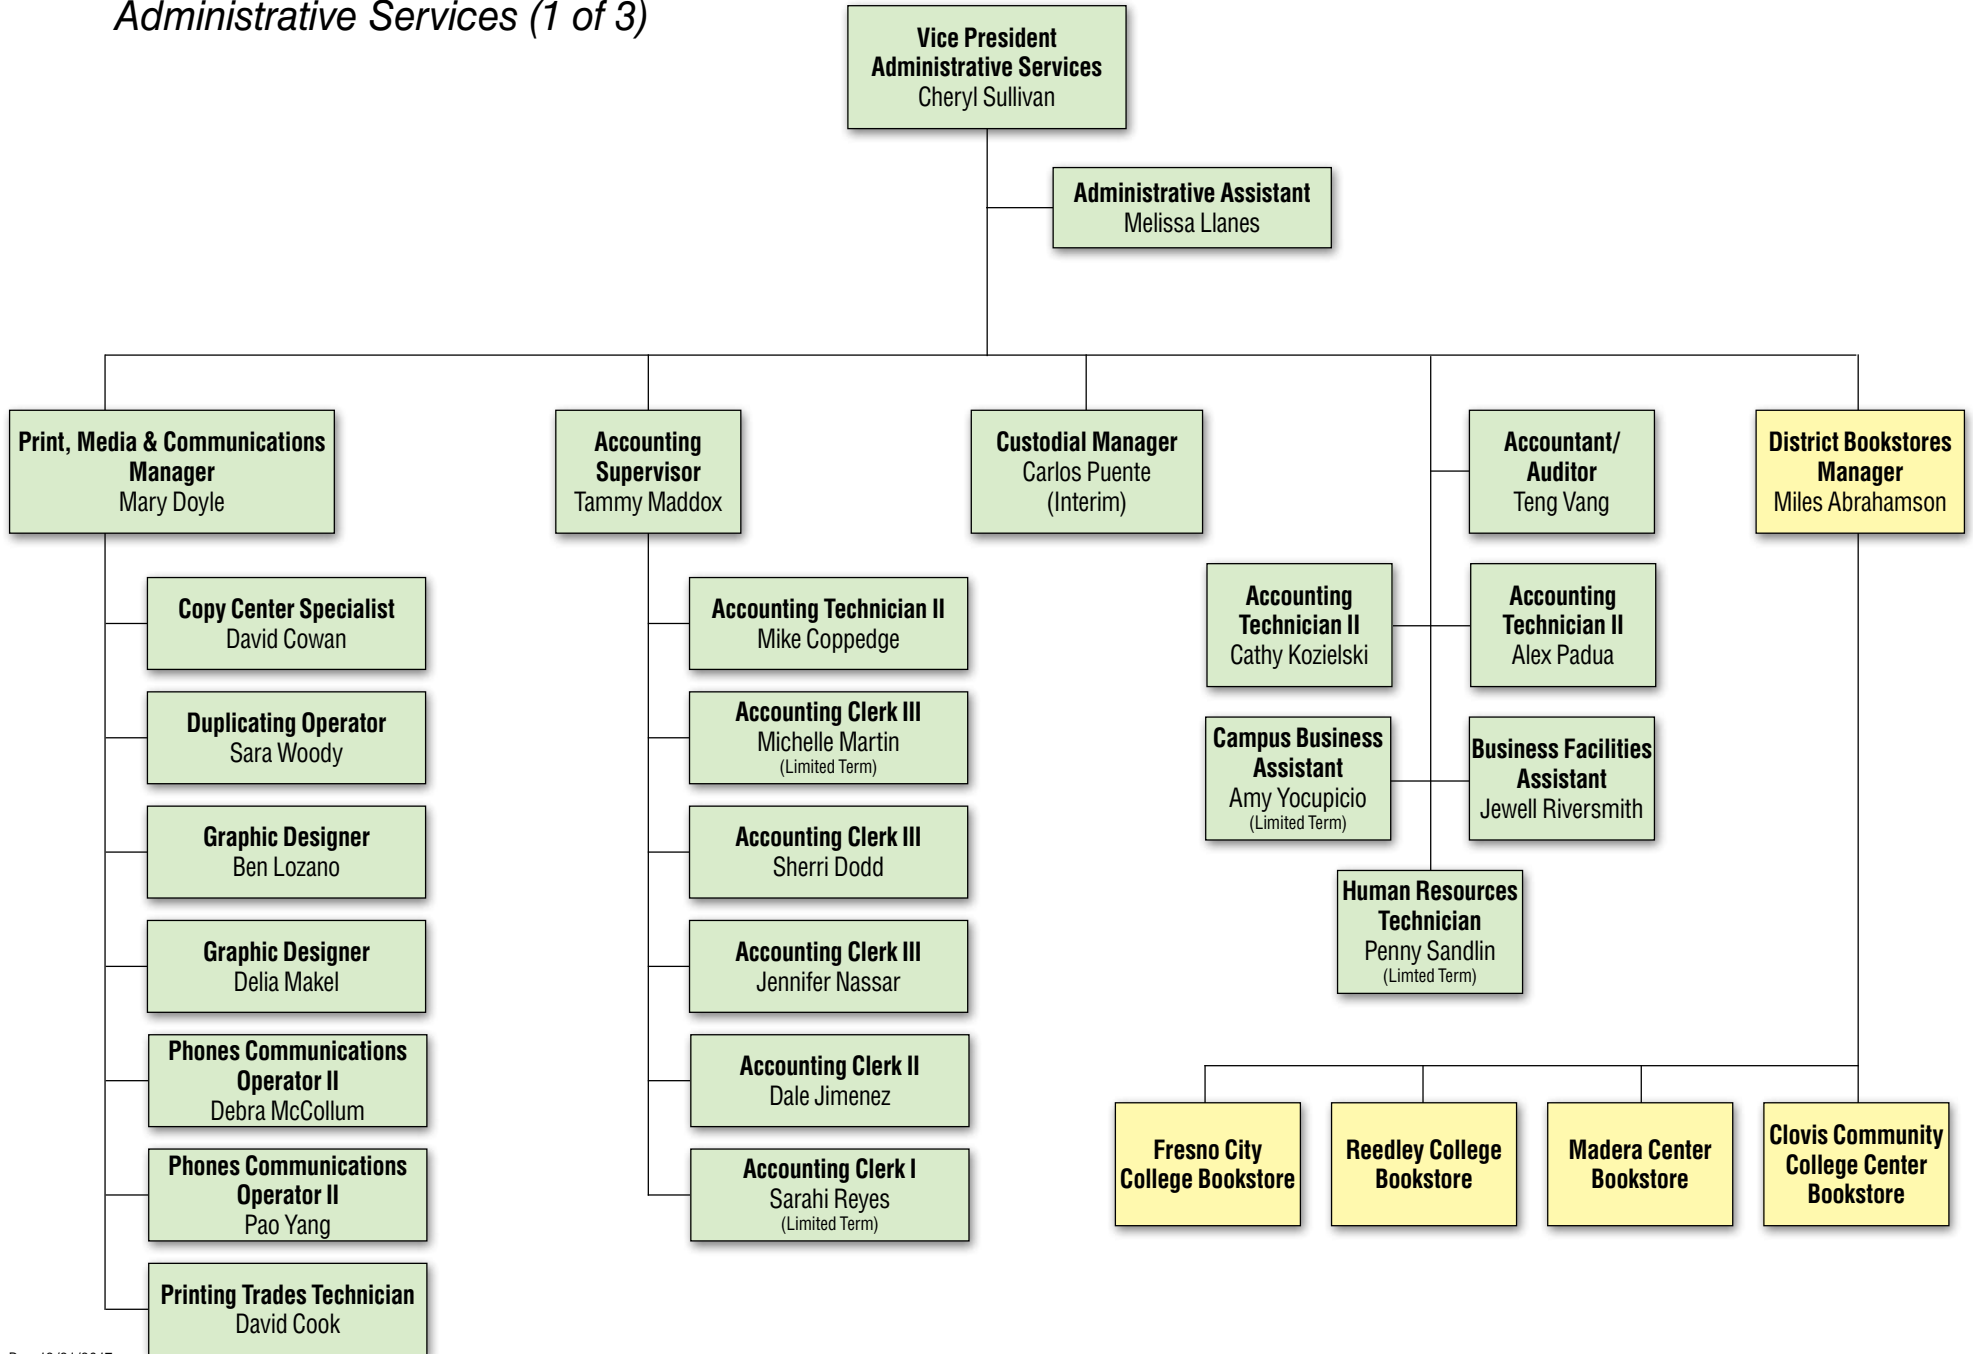 Administrative Services (1 of 3)
Vice President
Administrative Services
Cheryl Sullivan
Administrative Assistant
Melissa Llanes
Print, Media & Communications
Manager
Mary Doyle
Copy Center Specialist
David Cowan
Duplicating Operator
Sara Woody
Graphic Designer
Ben Lozano
Graphic Designer
Delia Makel
Phones Communications
Operator II
Debra McCollum
Phones Communications
Operator II
Pao Yang
Printing Trades Technician
David Cook
Accounting
Supervisor
Tammy Maddox
Accounting Technician II
Mike Coppedge
Accounting Clerk III
Michelle Martin
(Limited Term)
Accounting Clerk III
Sherri Dodd
Accounting Clerk III
Jennifer Nassar
Accounting Clerk II
Dale Jimenez
Accounting Clerk I
Sarahi Reyes
(Limited Term)
Custodial Manager
Carlos Puente
(Interim)
Accountant/
Auditor
Teng Vang
Accounting
Technician II
Cathy Kozielski
Accounting
Technician II
Alex Padua
Campus Business
Assistant
Amy Yocupicio
(Limited Term)
Business Facilities
Assistant
Jewell Riversmith
Human Resources
Technician
Penny Sandlin
(Limted Term)
District Bookstores
Manager
Miles Abrahamson
Fresno City
College Bookstore
Reedley College
Bookstore
Madera Center
Bookstore
Clovis Community
College Center
Bookstore